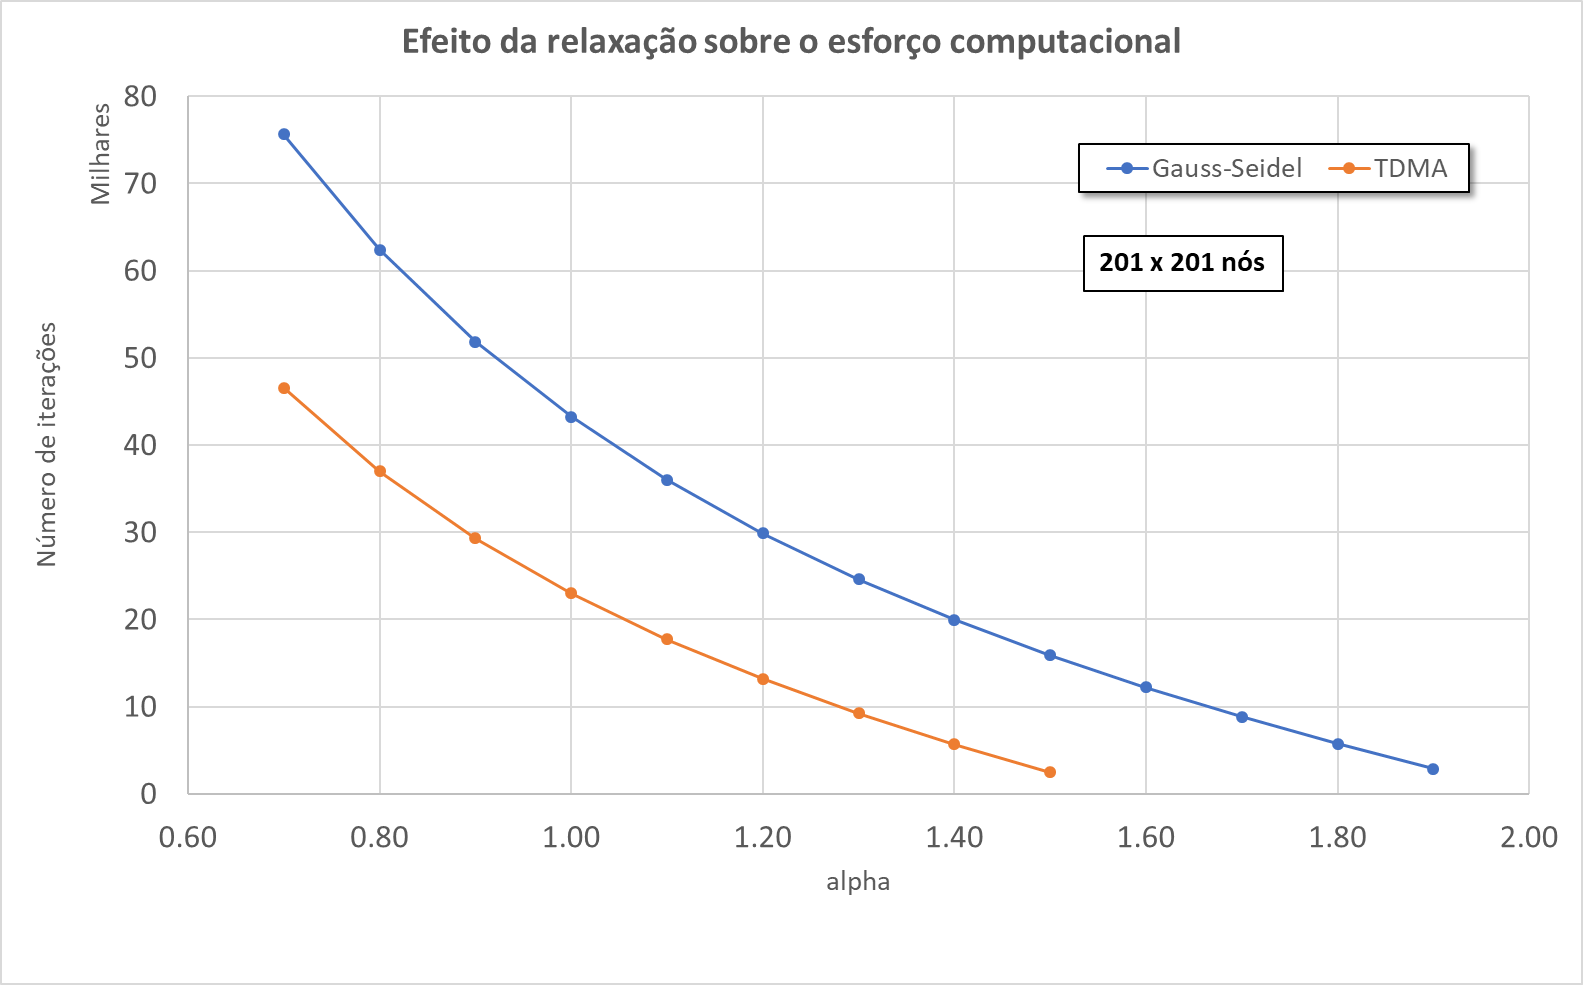 Efeito da relaxação sobre o esforço computacional
Milhares
Número de iterações
80
70
60
50
40
30
20
10
0
Gauss-Seidel TDMA
201 x 201 nós
0.60 0.80 1.00 1.20 1.40 1.60 1.80 2.00
alpha